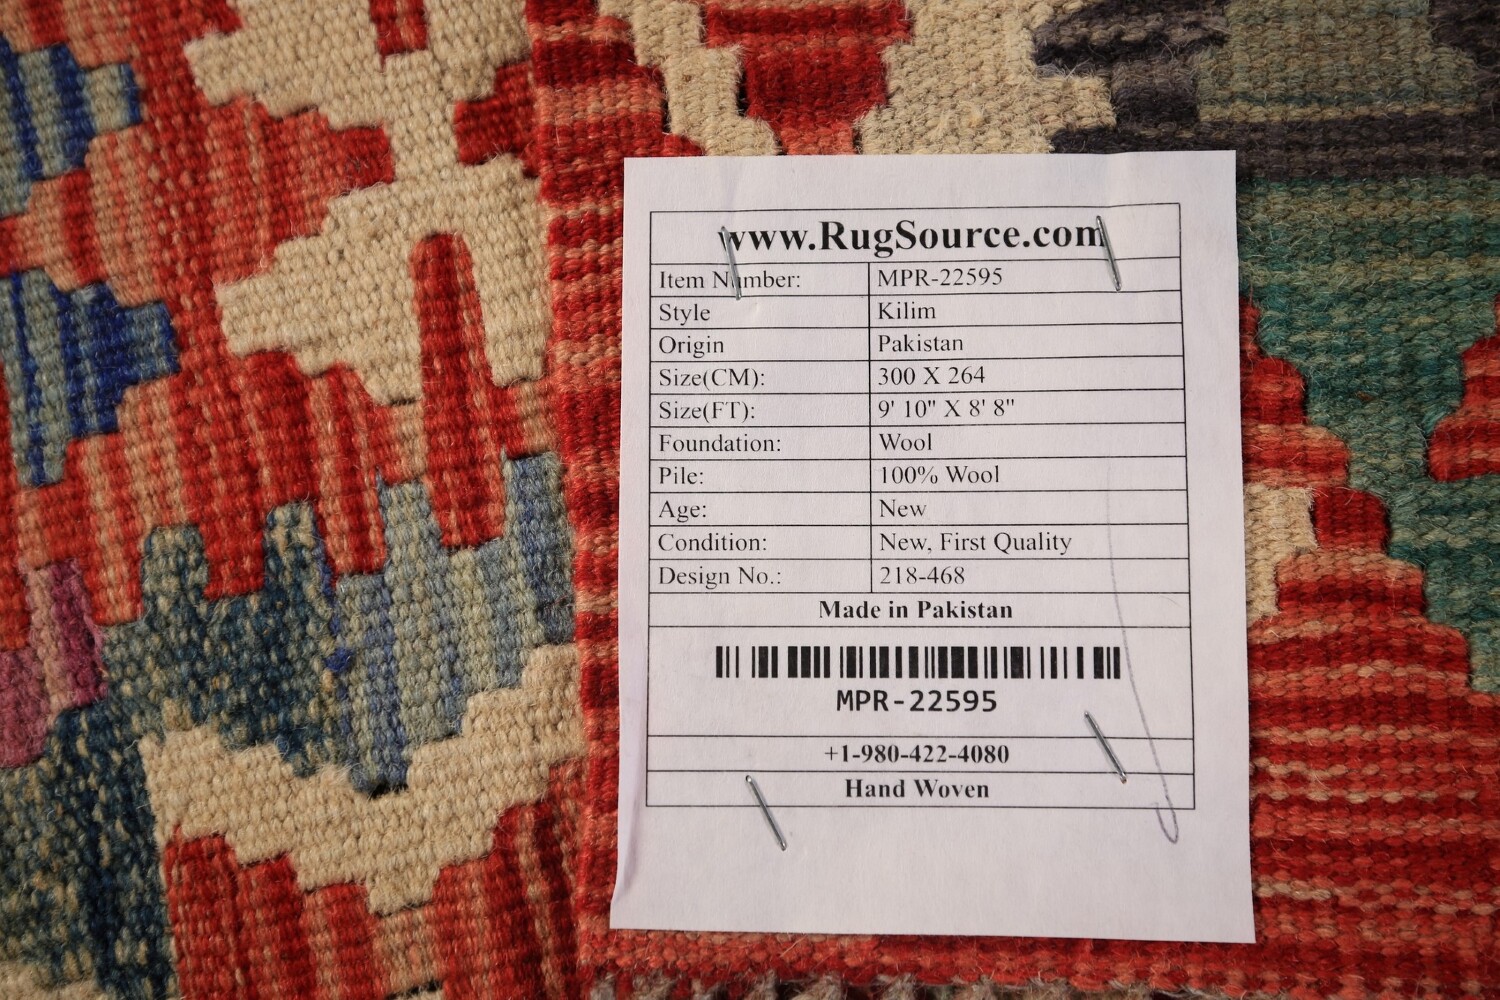 www.RugSource.com
Item Number: MPR-22595
Style Kilim
Origin Pakistan
Size(CM): 300 X 264
Size(FT): 9' 10" X 8' 8"
Foundation: Wool
Pile: 100% Wool
Age: New
Condition: New, First Quality
Design No.: 218-468
Made in Pakistan
MPR-22595
+1-980-422-4080
Hand Woven